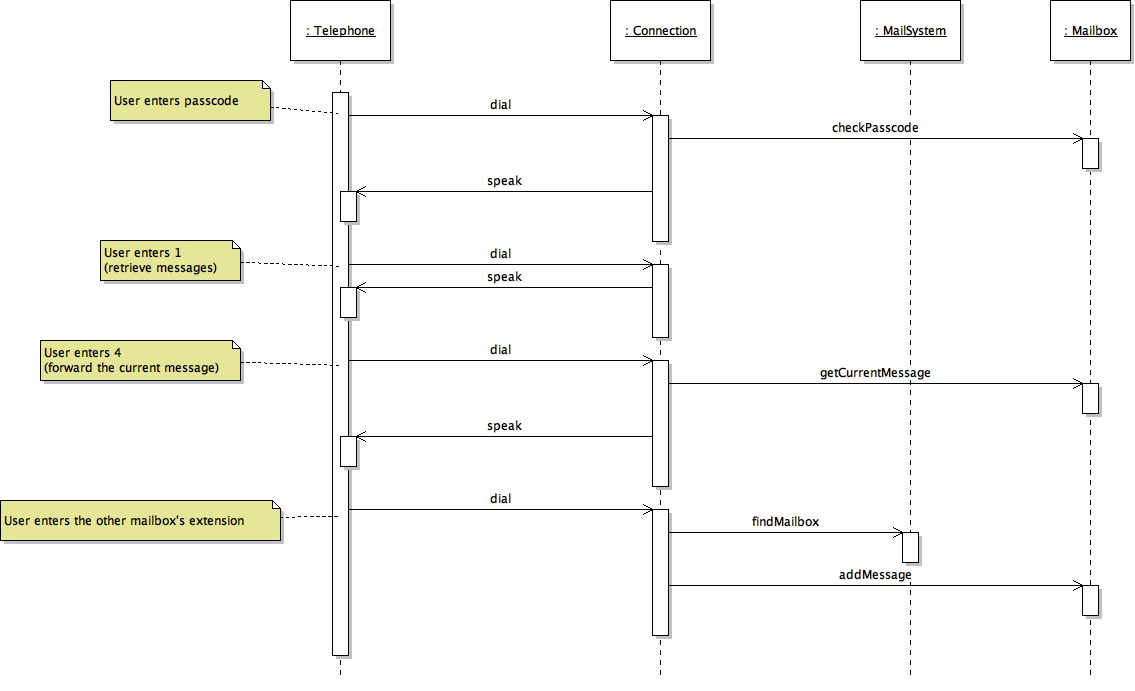 : Telephone
: Connection
: MailSystem
: Mailbox
User enters passcode
dial
checkPasscode
speak
User enters 1
(retrieve messages)
dial
speak
User enters 4
(forward the current message)
dial
getCurrentMessage
speak
User enters the other mailbox's extension
dial
findMailbox
addMessage